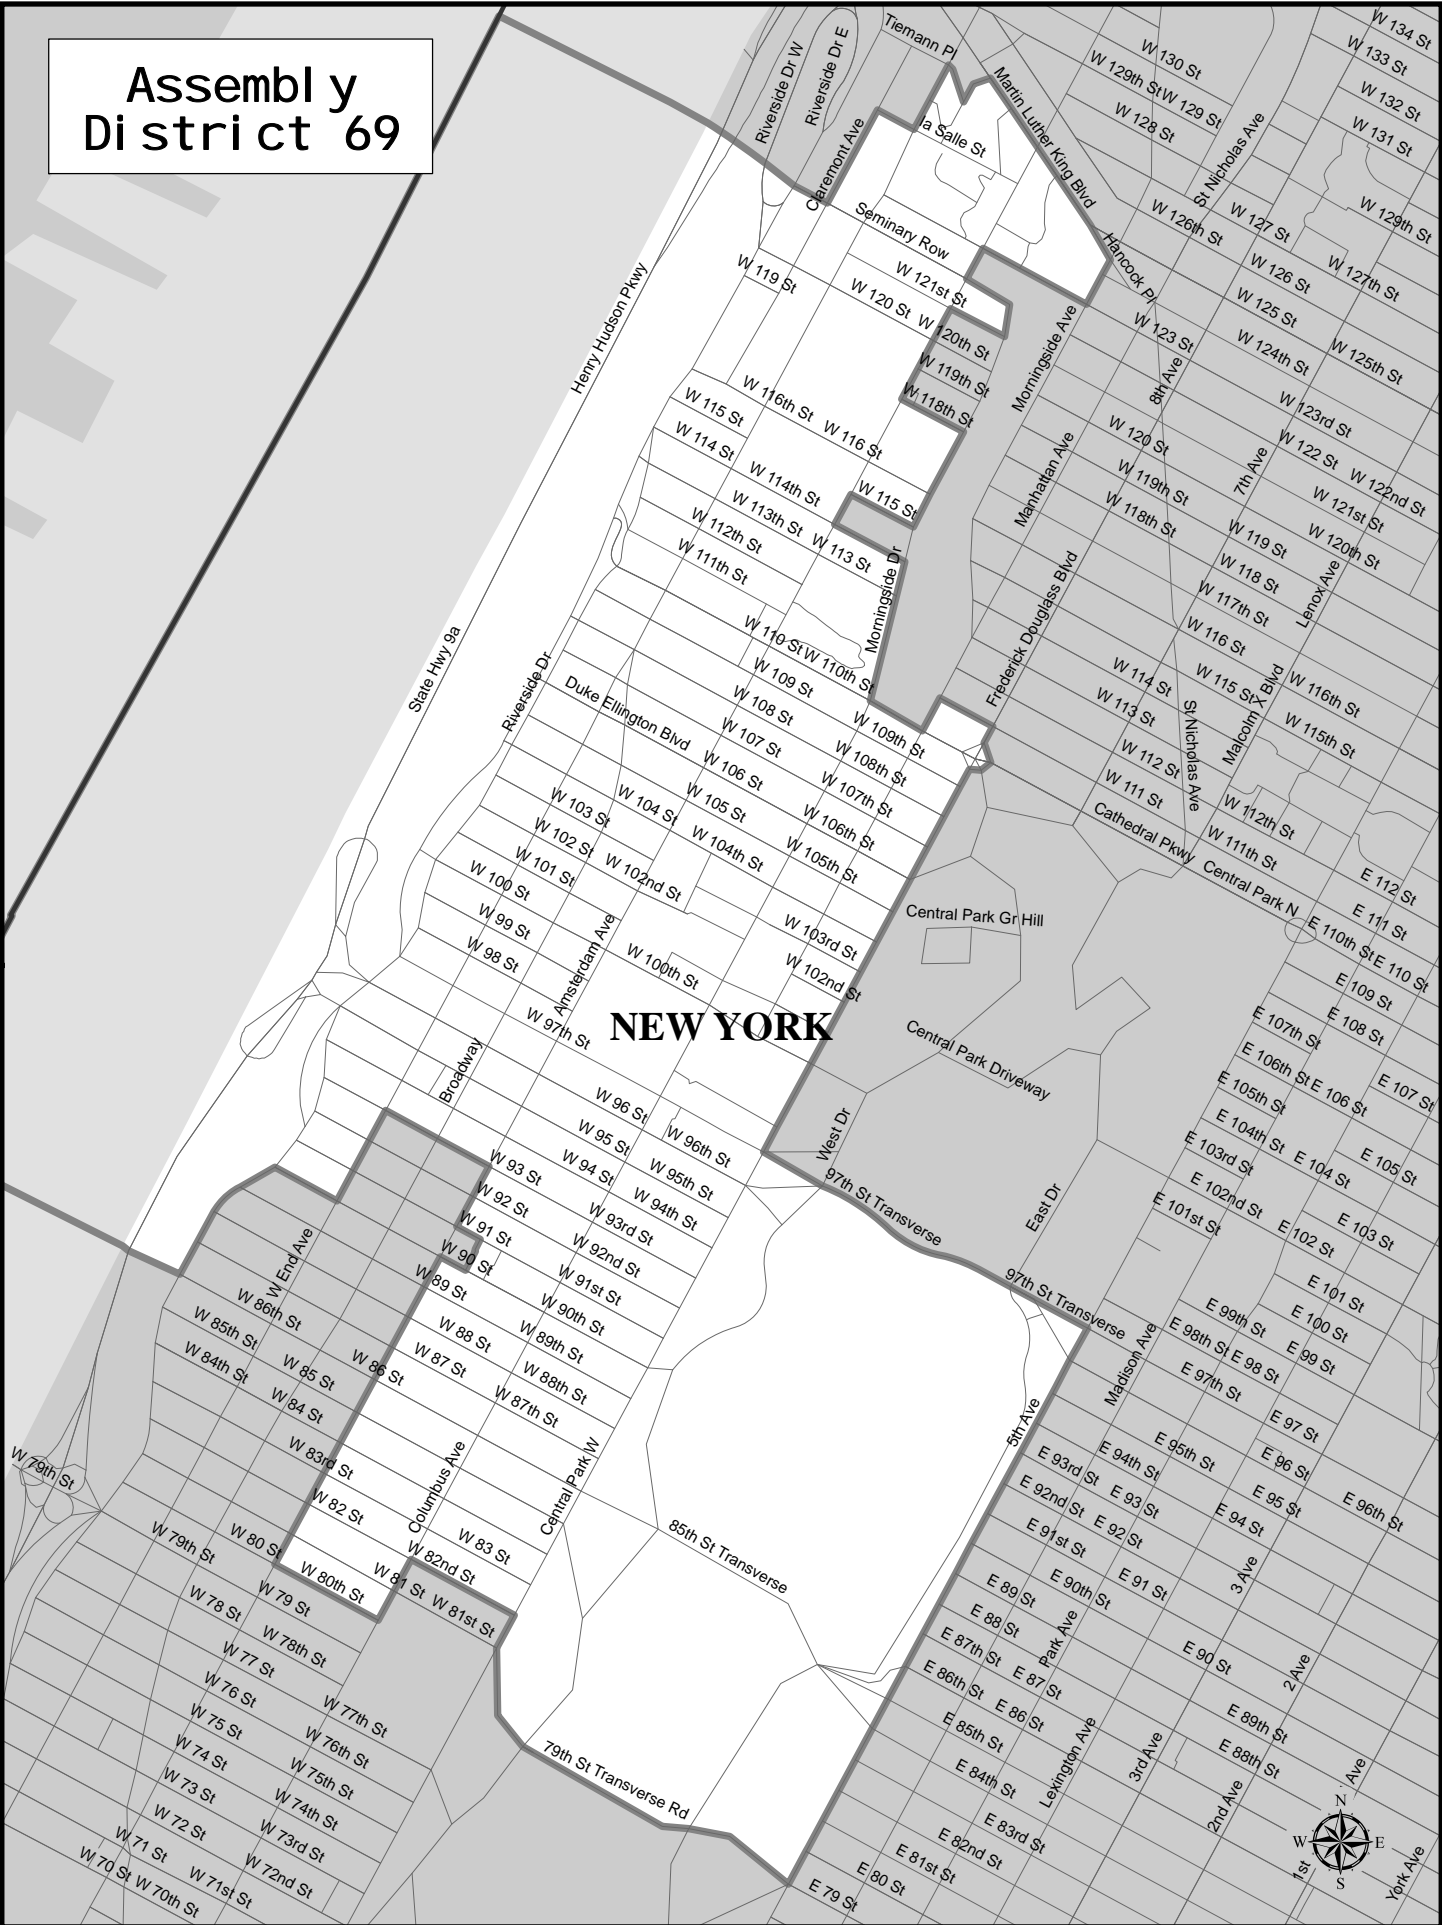 Assembly
District 69
NEW YORK
Tiemann Pl
Riverside Dr W
Riverside Dr E
Claremont Ave
a Salle St
Martin Luther King Blvd
Seminary Row
Hancock Pl
W 134 St
W 133 St
W 132 St
W 131 St
W 130 St
W 129th St
W 129 St
W 128 St
St Nicholas Ave
W 129th St
W 127 St
W 126th St
W 126 St
W 127th St
W 125 St
W 125th St
W 124th St
W 123 St
W 123rd St
W 122 St
W 122nd St
W 121st St
W 120th St
W 119 St
W 121st St
W 120 St
W 120th St
W 119th St
W 118th St
Henry Hudson Pkwy
Morningside Ave
8th Ave
7th Ave
Manhattan Ave
W 120 St
W 119th St
W 118th St
W 119 St
W 118 St
W 117th St
W 116 St
Lenox Ave
W 116th St
W 116 St
W 115 St
W 114 St
W 114th St
W 115 St
W 113th St
W 113 St
W 112th St
W 111th St
Morningside Dr
Frederick Douglass Blvd
W 114 St
W 115 St
W 116th St
W 113 St
W 115th St
W 112 St
W 111 St
St Nicholas Ave
Malcolm X Blvd
W 112th St
W 111th St
Cathedral Pkwy
Central Park N
State Hwy 9a
Riverside Dr
Duke Ellington Blvd
W 110 St
W 110th St
W 109 St
W 109th St
W 108 St
W 108th St
W 107 St
W 107th St
W 106 St
W 106th St
W 105 St
W 105th St
W 104 St
W 104th St
W 103 St
W 103rd St
W 102 St
W 102nd St
W 102nd St
W 101 St
W 100 St
W 100th St
W 99 St
W 98 St
W 97th St
Amsterdam Ave
Broadway
Central Park Gr Hill
Central Park Driveway
West Dr
East Dr
97th St Transverse
97th St Transverse
E 112 St
E 111 St
E 110th St
E 110 St
E 109 St
E 108 St
E 107th St
E 107 St
E 106th St
E 106 St
E 105th St
E 105 St
E 104th St
E 104 St
E 103rd St
E 103 St
E 102nd St
E 102 St
E 101st St
E 101 St
E 100 St
E 99th St
E 99 St
E 98th St
E 98 St
E 97th St
E 97 St
E 96 St
E 96th St
E 95th St
E 95 St
E 94th St
E 94 St
E 93rd St
E 93 St
E 92nd St
E 92 St
E 91st St
E 91 St
E 90th St
E 90 St
E 89 St
E 89th St
E 88 St
E 88th St
E 87th St
E 87 St
E 86th St
E 86 St
E 85th St
E 84th St
E 83rd St
E 82nd St
E 81st St
E 80 St
E 79 St
Madison Ave
5th Ave
Park Ave
Lexington Ave
3 Ave
3rd Ave
2 Ave
2nd Ave
1st
Ave
York Ave
W 96 St
W 96th St
W 95 St
W 95th St
W 94 St
W 94th St
W 93 St
W 93rd St
W 92 St
W 92nd St
W 91 St
W 91st St
W 90 St
W 90th St
W 89 St
W 89th St
W 88 St
W 88th St
W 87 St
W 87th St
W End Ave
W 86th St
W 86 St
W 85th St
W 85 St
W 84th St
W 84 St
W 83rd St
W 83 St
W 82 St
W 82nd St
W 81 St
W 81st St
W 80 St
W 80th St
Columbus Ave
Central Park W
85th St Transverse
79th St Transverse Rd
W 79th St
W 79th St
W 79 St
W 78 St
W 78th St
W 77 St
W 77th St
W 76 St
W 76th St
W 75 St
W 75th St
W 74 St
W 74th St
W 73 St
W 73rd St
W 72 St
W 72nd St
W 71 St
W 71st St
W 70 St
W 70th St
N
W
E
S